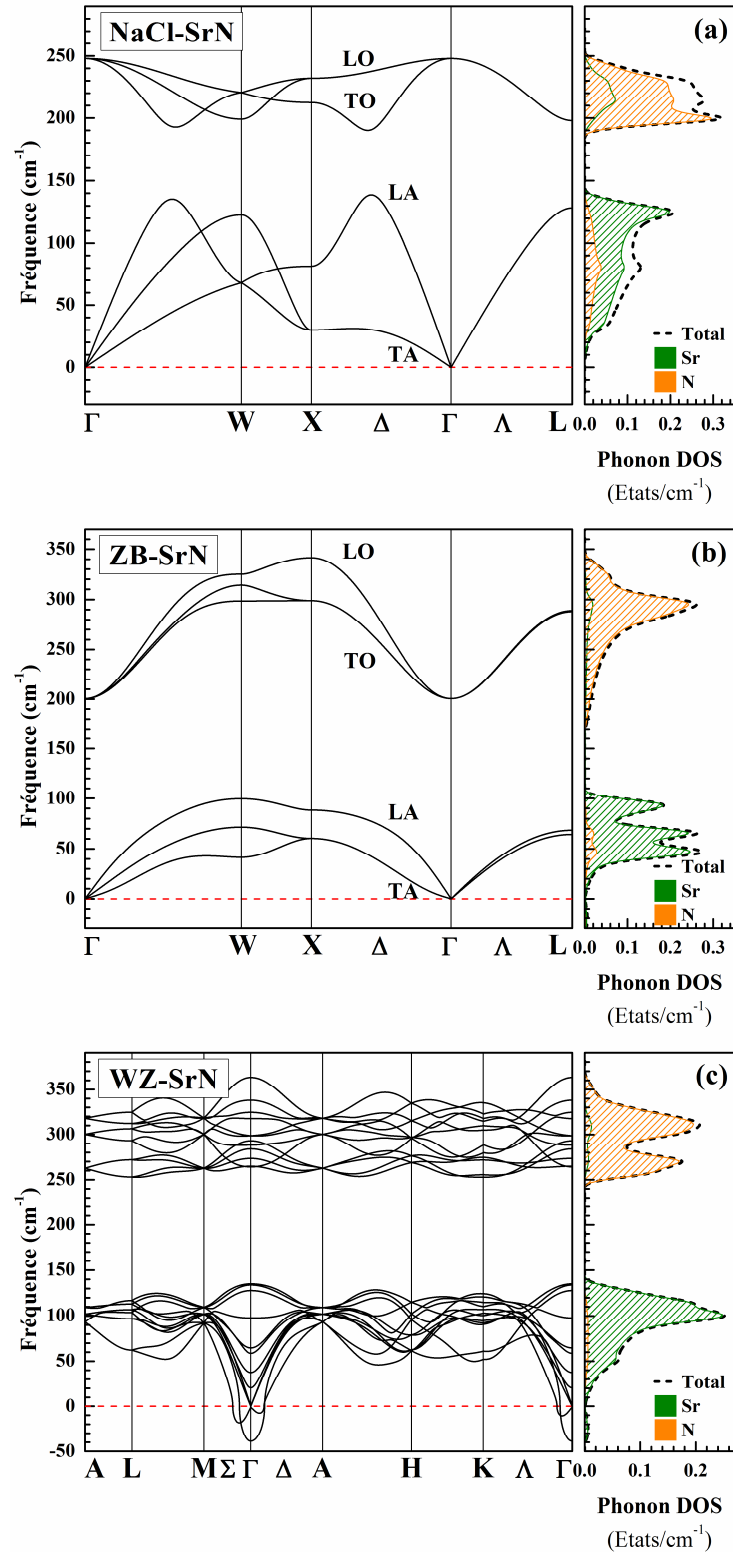 NaCl-SrN
(a)
250
200
150
100
50
0
Fréquence (cm-1)
LO
TO
LA
TA
Total
Sr
N
Γ W X Δ Γ Λ L
0.0 0.1 0.2 0.3
Phonon DOS
(Etats/cm-1)
ZB-SrN
(b)
350
300
250
200
150
100
50
0
Fréquence (cm-1)
LO
TO
LA
TA
Total
Sr
N
Γ W X Δ Γ Λ L
0.0 0.1 0.2 0.3
Phonon DOS
(Etats/cm-1)
WZ-SrN
(c)
350
300
250
200
150
100
50
0
-50
Fréquence (cm-1)
Total
Sr
N
A L M Σ Γ Δ A H K Λ Γ
0.0 0.2
Phonon DOS
(Etats/cm-1)